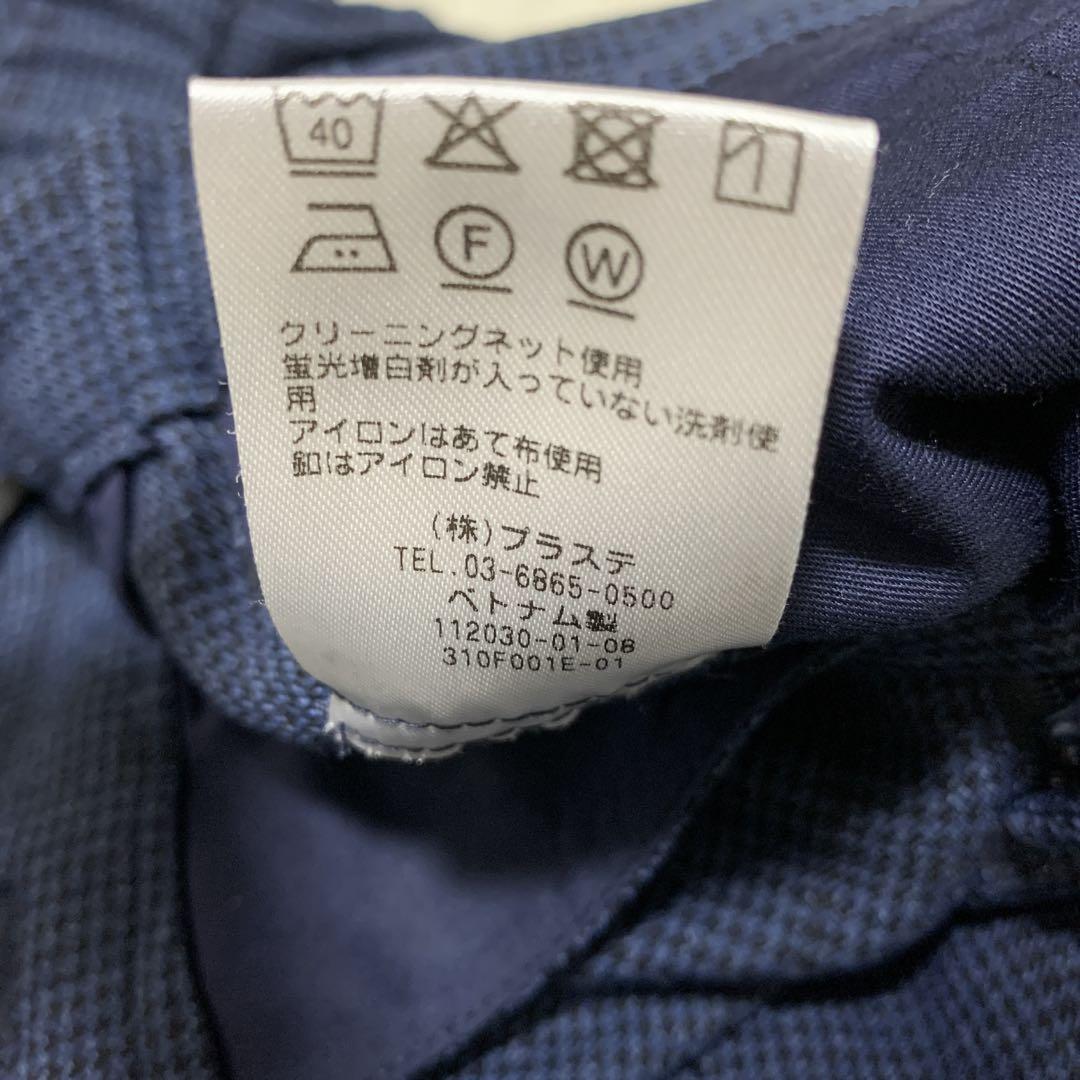 40
F W
クリーニングネット使用
蛍光増白剤が入っていない洗剤使
用
アイロンはあて布使用
釦はアイロン禁止
(株)プラステ
TEL.03-6865-0500
ベトナム製
112030-01-08
310F001E-01